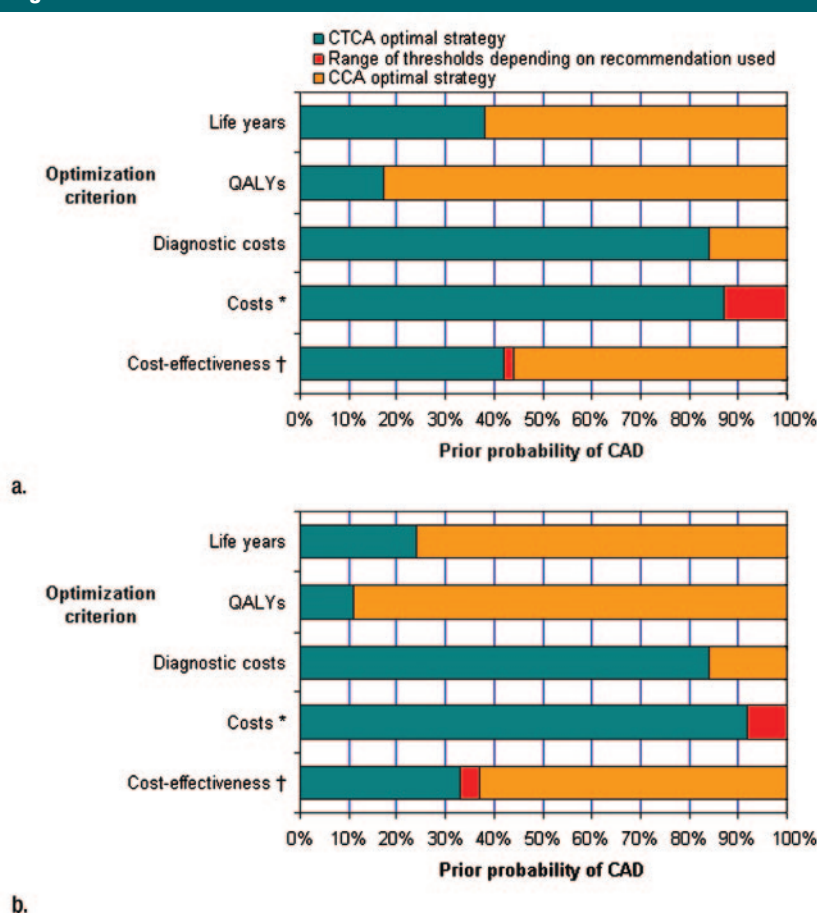 CTCA optimal strategy
Range of thresholds depending on recommendation used
CCA optimal strategy
Optimization
criterion
Life years
QALYs
Diagnostic costs
Costs *
Cost-effectiveness †
0% 10% 20% 30% 40% 50% 60% 70% 80% 90% 100%
Prior probability of CAD
a.
Optimization
criterion
Life years
QALYs
Diagnostic costs
Costs *
Cost-effectiveness †
0% 10% 20% 30% 40% 50% 60% 70% 80% 90% 100%
Prior probability of CAD
b.